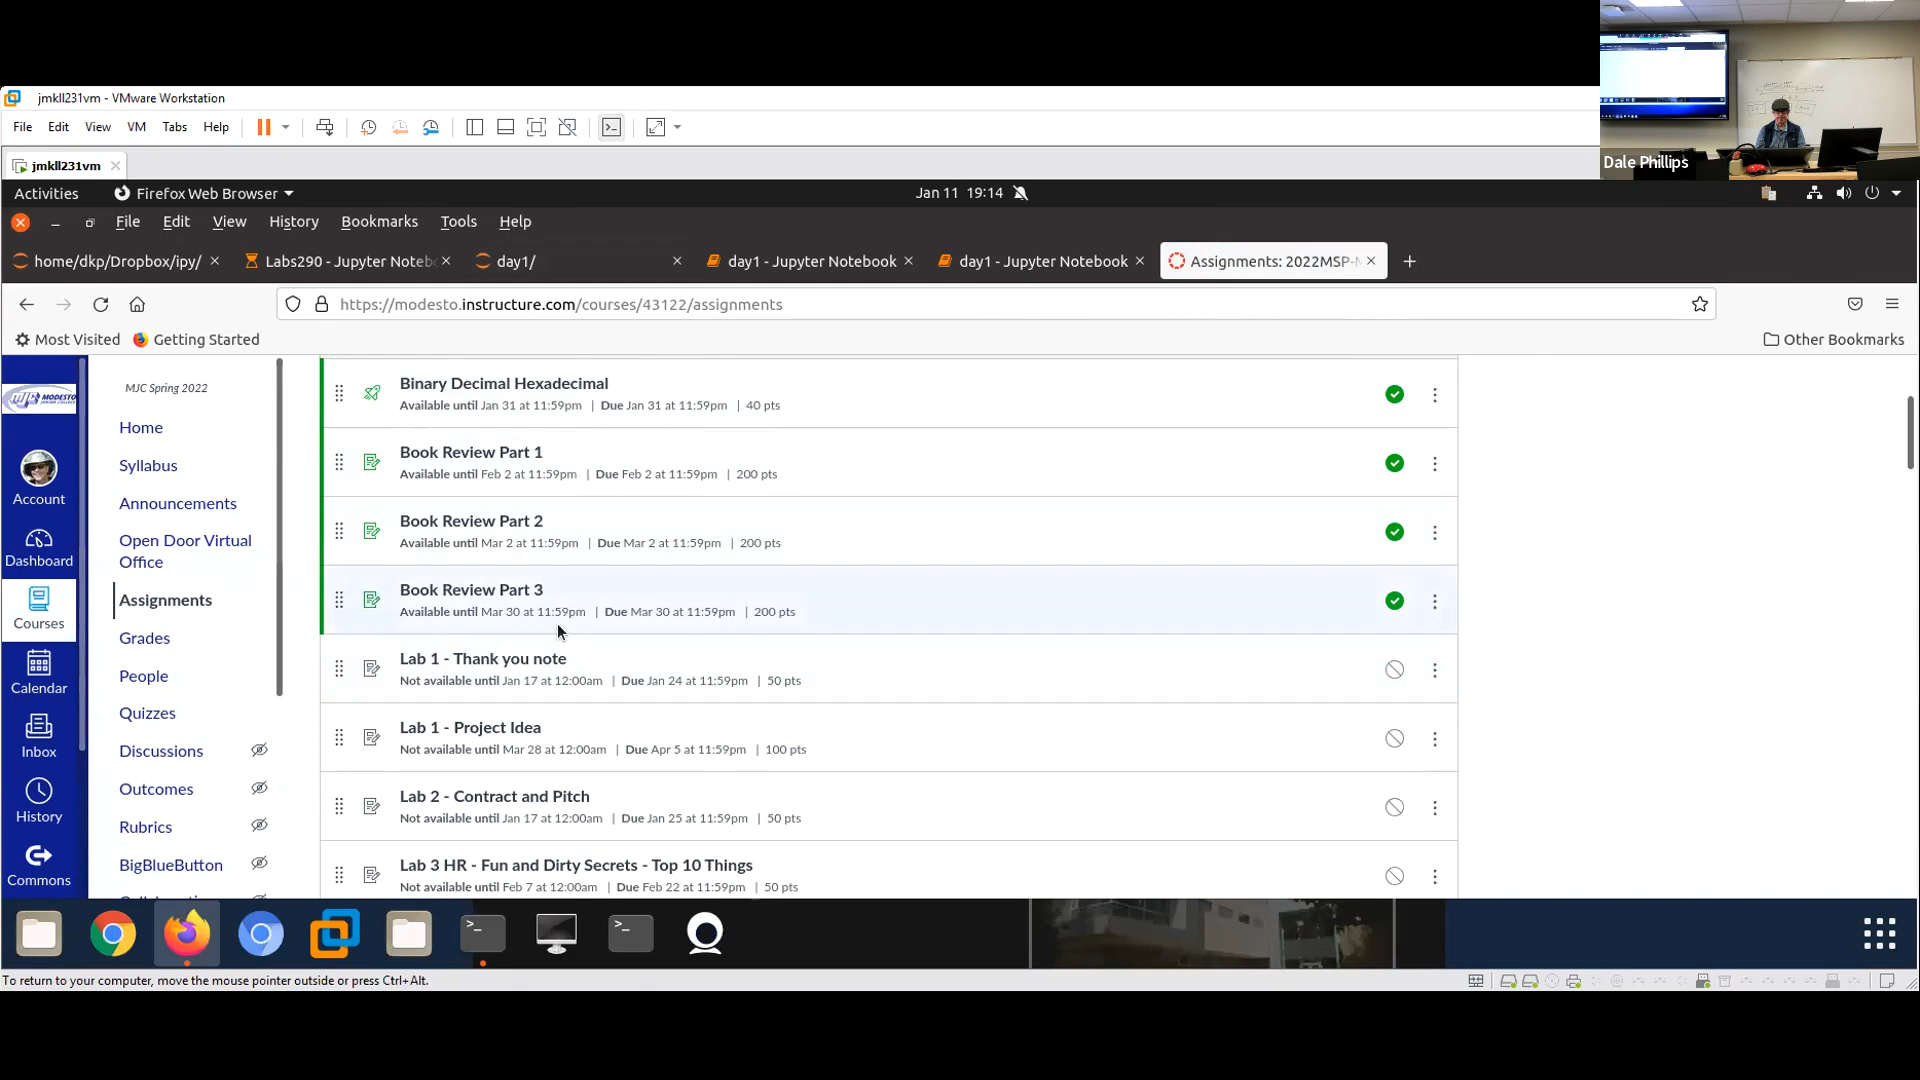 jmkll231vm - VMware Workstation
File Edit View VM Tabs Help
Dale Phillips
jmkll231vm
Activities Firefox Web Browser Jan 11 19:14
File Edit View History Bookmarks Tools Help
home/dkp/Dropbox/ipy/ Labs290 - Jupyter Noteb day1/ day1 - Jupyter Notebook day1 - Jupyter Notebook Assignments: 2022MSP-M
https://modesto.instructure.com/courses/43122/assignments
Most Visited Getting Started Other Bookmarks
MODESTO
Account
Dashboard
Courses
Calendar
Inbox
History
Commons
MJC Spring 2022
Home
Syllabus
Announcements
Open Door Virtual
Office
Assignments
Grades
People
Quizzes
Discussions
Outcomes
Rubrics
BigBlueButton
Binary Decimal Hexadecimal
Available until Jan 31 at 11:59pm | Due Jan 31 at 11:59pm | 40 pts
Book Review Part 1
Available until Feb 2 at 11:59pm | Due Feb 2 at 11:59pm | 200 pts
Book Review Part 2
Available until Mar 2 at 11:59pm | Due Mar 2 at 11:59pm | 200 pts
Book Review Part 3
Available until Mar 30 at 11:59pm | Due Mar 30 at 11:59pm | 200 pts
Lab 1 - Thank you note
Not available until Jan 17 at 12:00am | Due Jan 24 at 11:59pm | 50 pts
Lab 1 - Project Idea
Not available until Mar 28 at 12:00am | Due Apr 5 at 11:59pm | 100 pts
Lab 2 - Contract and Pitch
Not available until Jan 17 at 12:00am | Due Jan 25 at 11:59pm | 50 pts
Lab 3 HR - Fun and Dirty Secrets - Top 10 Things
Not available until Feb 7 at 12:00am | Due Feb 22 at 11:59pm | 50 pts
To return to your computer, move the mouse pointer outside or press Ctrl+Alt.